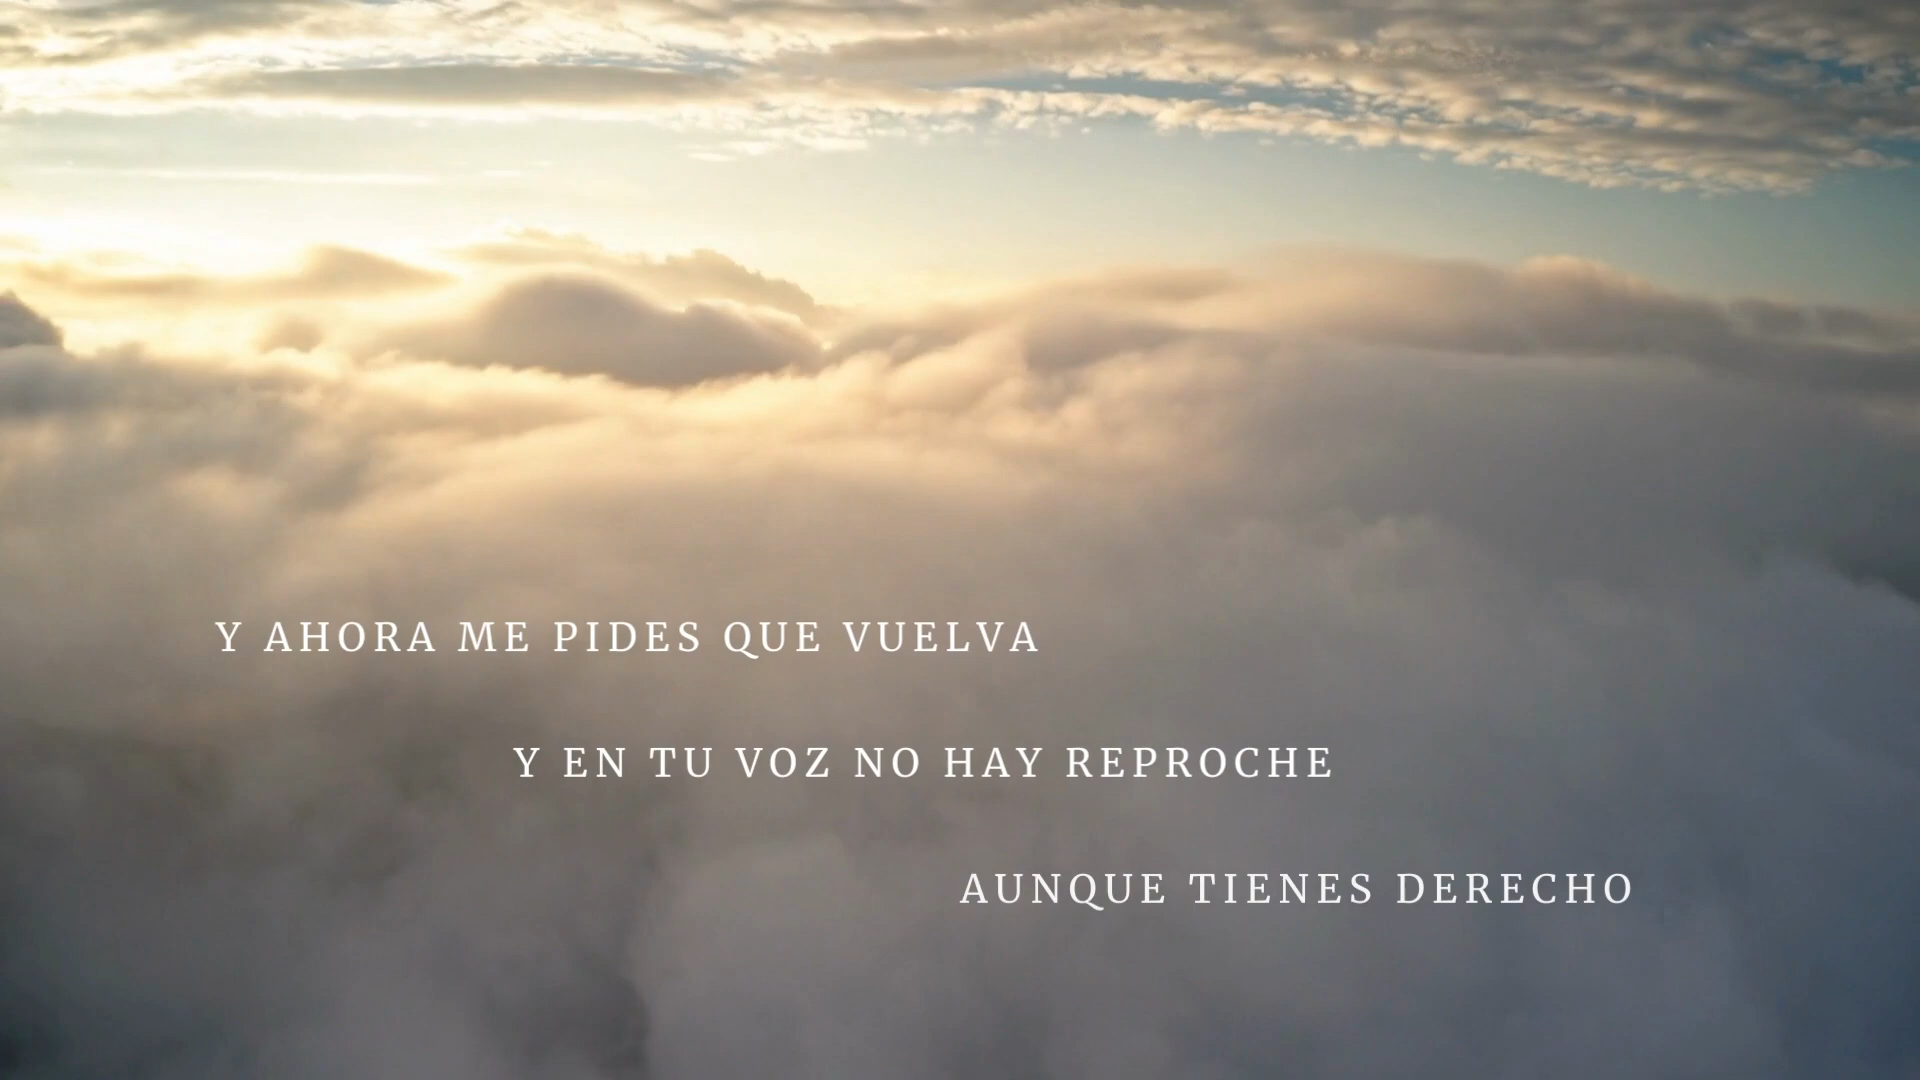 Y AHORA ME PIDES QUE VUELVA
Y EN TU VOZ NO HAY REPROCHE
AUNQUE TIENES DERECHO